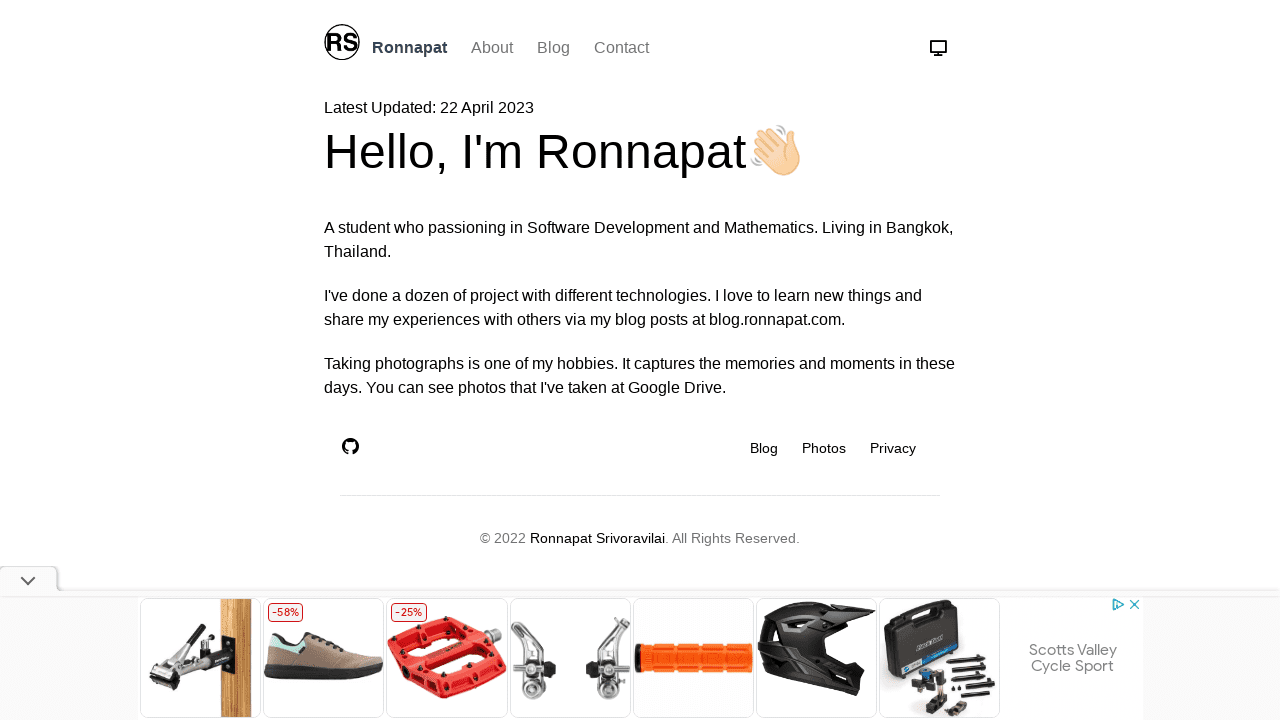 RS Ronnapat About Blog Contact
Latest Updated: 22 April 2023
Hello, I'm Ronnapat👋🏻
A student who passioning in Software Development and Mathematics. Living in Bangkok,
Thailand.
I've done a dozen of project with different technologies. I love to learn new things and
share my experiences with others via my blog posts at blog.ronnapat.com.
Taking photographs is one of my hobbies. It captures the memories and moments in these
days. You can see photos that I've taken at Google Drive.
Blog Photos Privacy
© 2022 Ronnapat Srivoravilai. All Rights Reserved.
-58% -25%
Scotts Valley
Cycle Sport